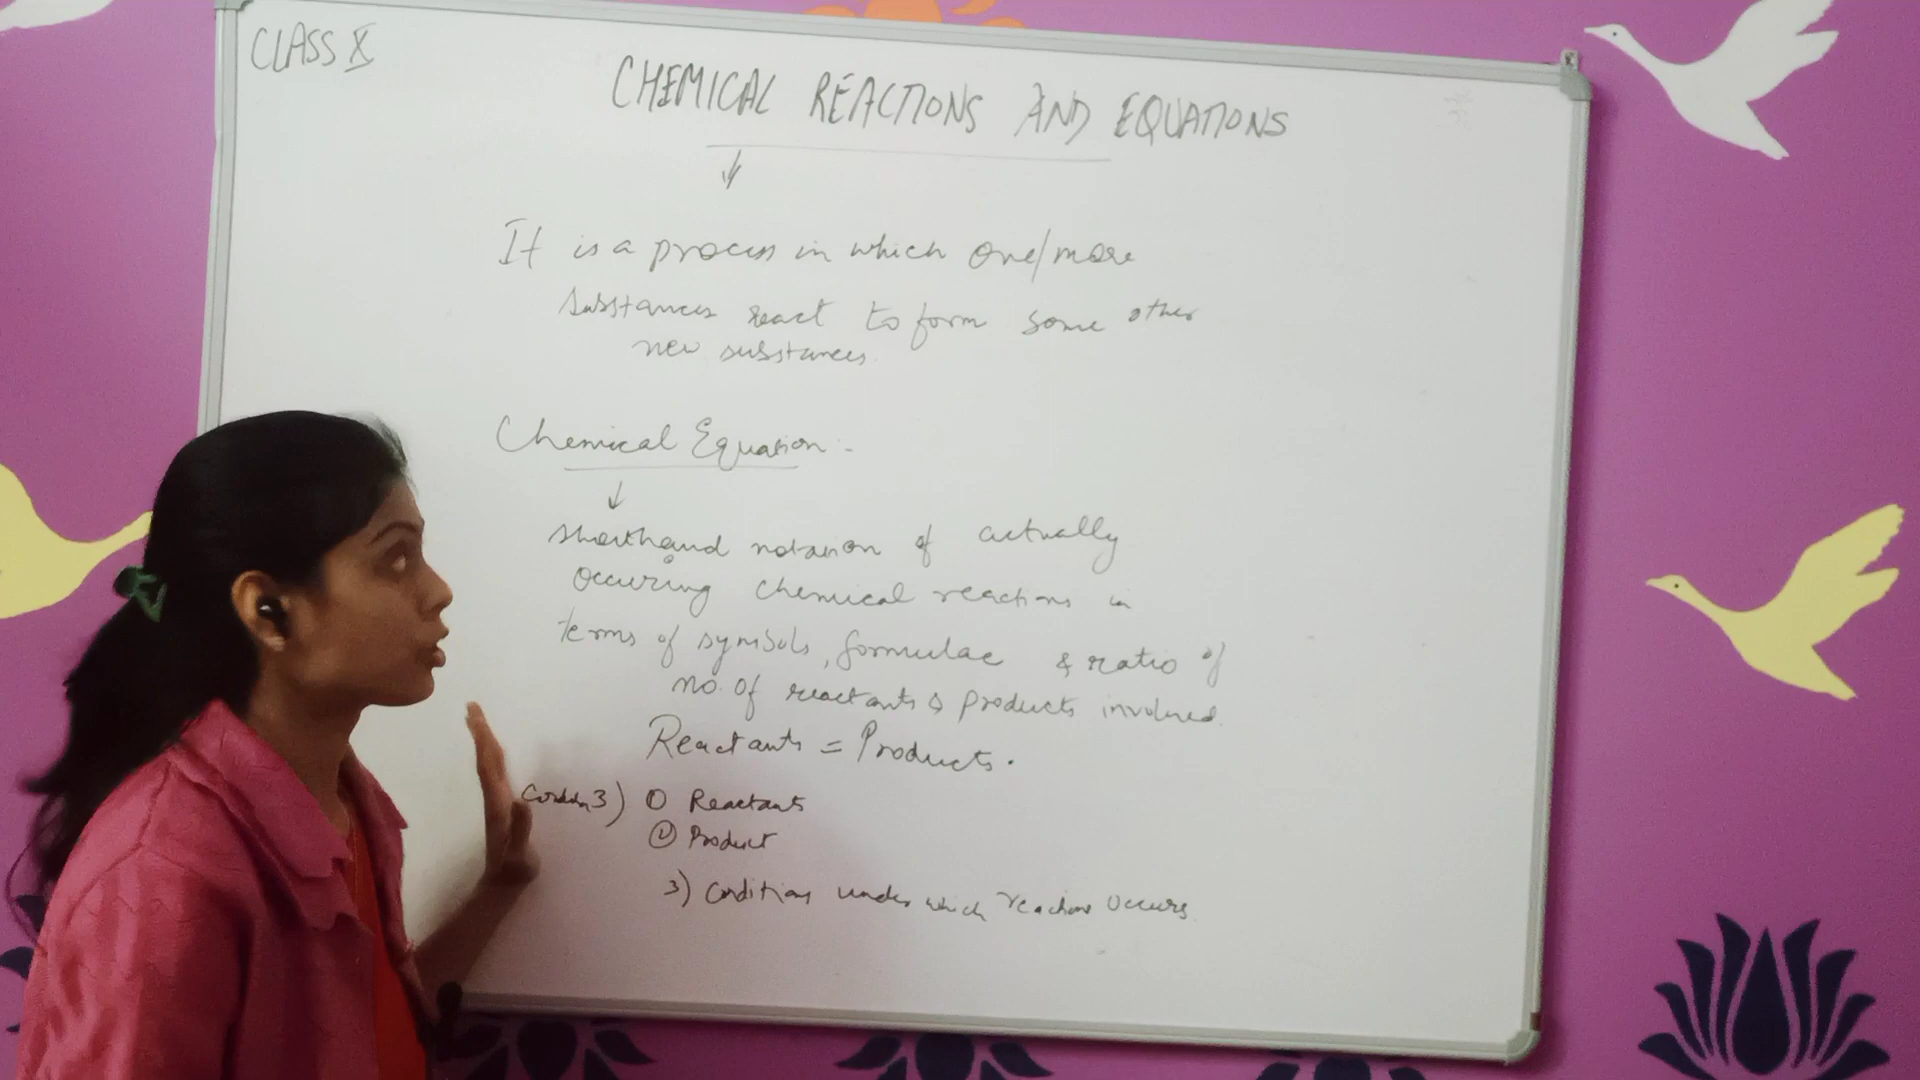 CLASS X
CHEMICAL REACTIONS AND EQUATIONS
It is a process in which one/more
substances react to form some other
new substances.
Chemical Equation -
shorthand notation of actually
occuring chemical reactions in
terms of symbols, formulae & ratio of
no. of reactants & products involved.
Reactants = Products.
3) ① Reactants
② Product
3) Conditions under which reactions occurs.